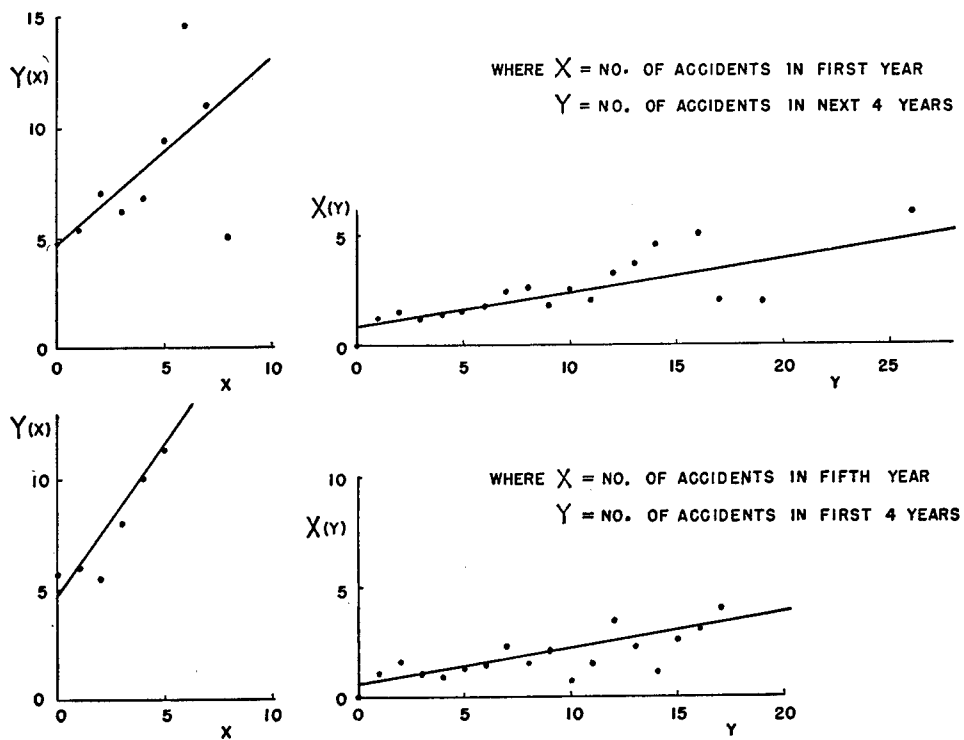 15
Y(X)
10
5
0
0 5 10
X
WHERE X = NO. OF ACCIDENTS IN FIRST YEAR
Y = NO. OF ACCIDENTS IN NEXT 4 YEARS
X(Y)
5
0
0 5 10 15 20 25
Y
Y(X)
10
5
0
0 5 10
X
WHERE X = NO. OF ACCIDENTS IN FIFTH YEAR
Y = NO. OF ACCIDENTS IN FIRST 4 YEARS
10
X(Y)
5
0
0 5 10 15 20
Y